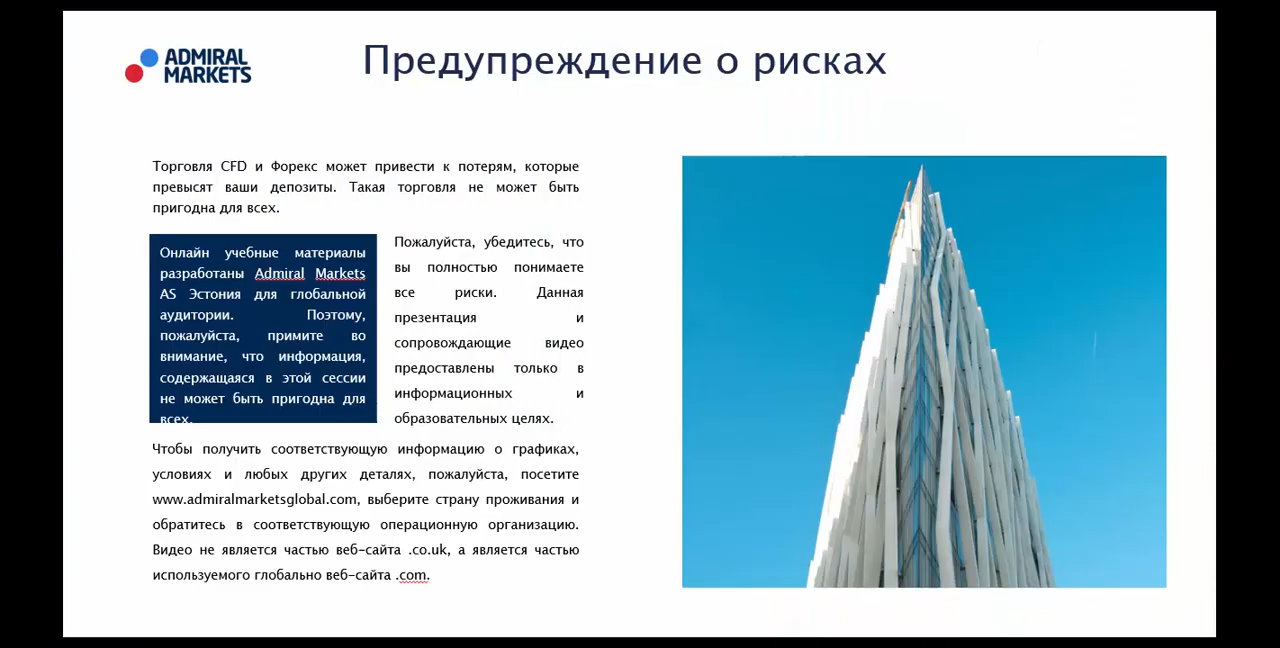 ADMIRAL
MARKETS
Предупреждение о рисках
Торговля CFD и Форекс может привести к потерям, которые
превысят ваши депозиты. Такая торговля не может быть
пригодна для всех.
Онлайн учебные материалы
разработаны Admiral Markets
AS Эстония для глобальной
аудитории. Поэтому,
пожалуйста, примите во
внимание, что информация,
содержащаяся в этой сессии
не может быть пригодна для
всех.
Пожалуйста, убедитесь, что
вы полностью понимаете
все риски. Данная
презентация и
сопровождающие видео
предоставлены только в
информационных и
образовательных целях.
Чтобы получить соответствующую информацию о графиках,
условиях и любых других деталях, пожалуйста, посетите
www.admiralmarketsglobal.com, выберите страну проживания и
обратитесь в соответствующую операционную организацию.
Видео не является частью веб-сайта .co.uk, а является частью
используемого глобально веб-сайта .com.